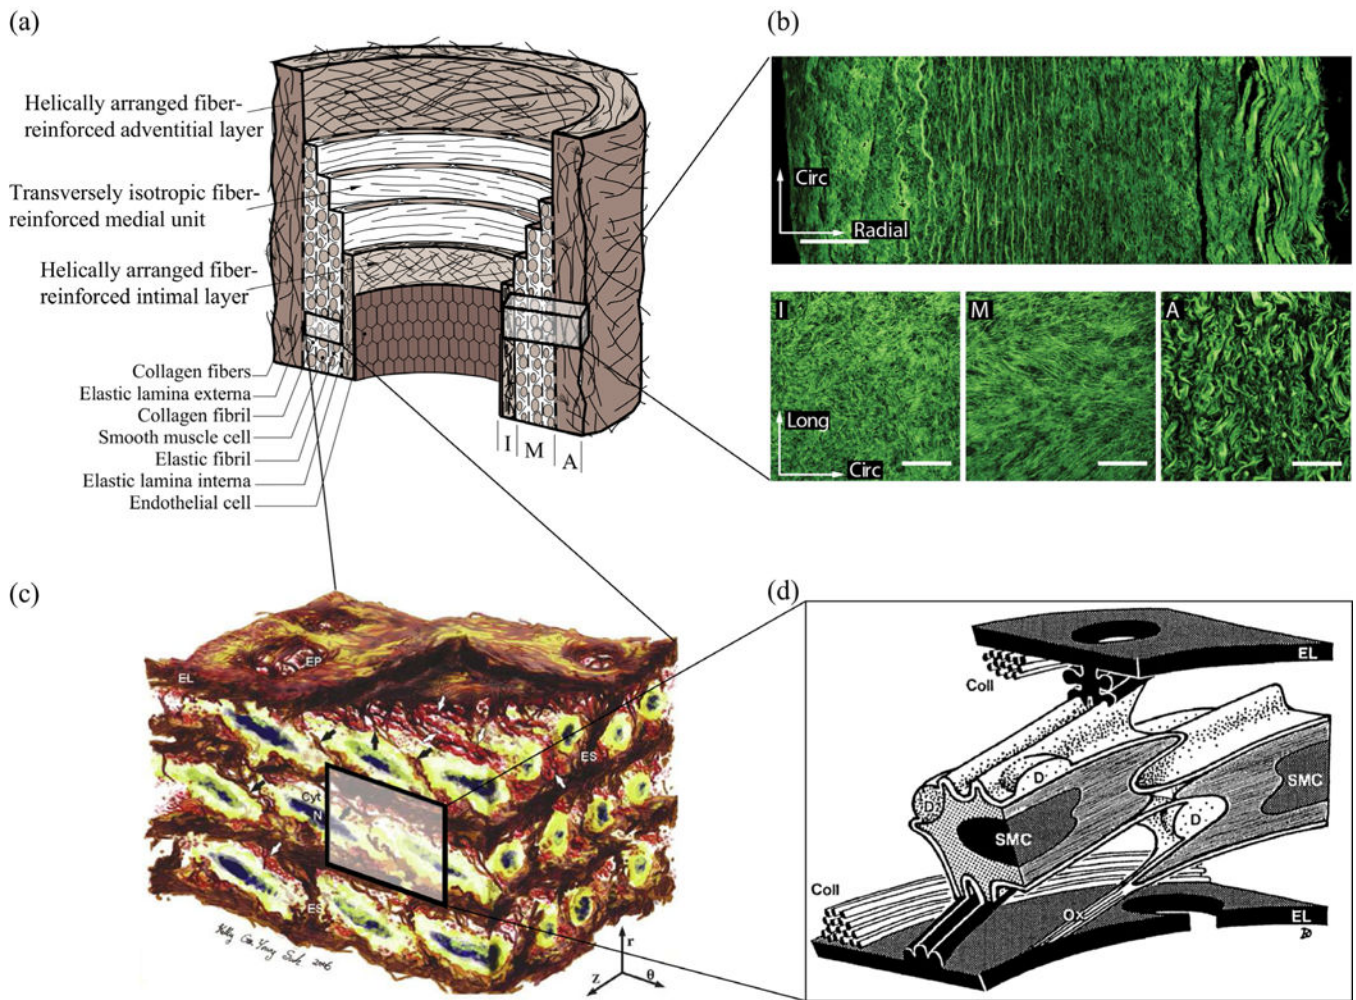 (a)
Helically arranged fiber-
reinforced adventitial layer
Transversely isotropic fiber-
reinforced medial unit
Helically arranged fiber-
reinforced intimal layer
Collagen fibers
Elastic lamina externa
Collagen fibril
Smooth muscle cell
Elastic fibril
Elastic lamina interna
Endothelial cell
I
M
A
(b)
Circ
Radial
I
M
A
Long
Circ
(c)
EP
EL
ES
Cyt
N
ES
r
θ
z
2006
(d)
EL
Coll
D
D
SMC
SMC
D
Coll
Ox
EL